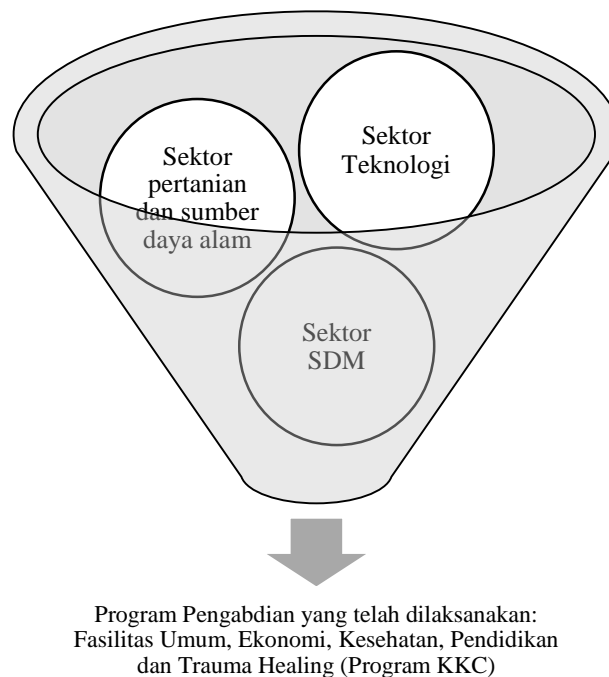 Sektor
pertanian
dan sumber
daya alam
Sektor
Teknologi
Sektor
SDM
Program Pengabdian yang telah dilaksanakan:
Fasilitas Umum, Ekonomi, Kesehatan, Pendidikan
dan Trauma Healing (Program KKC)